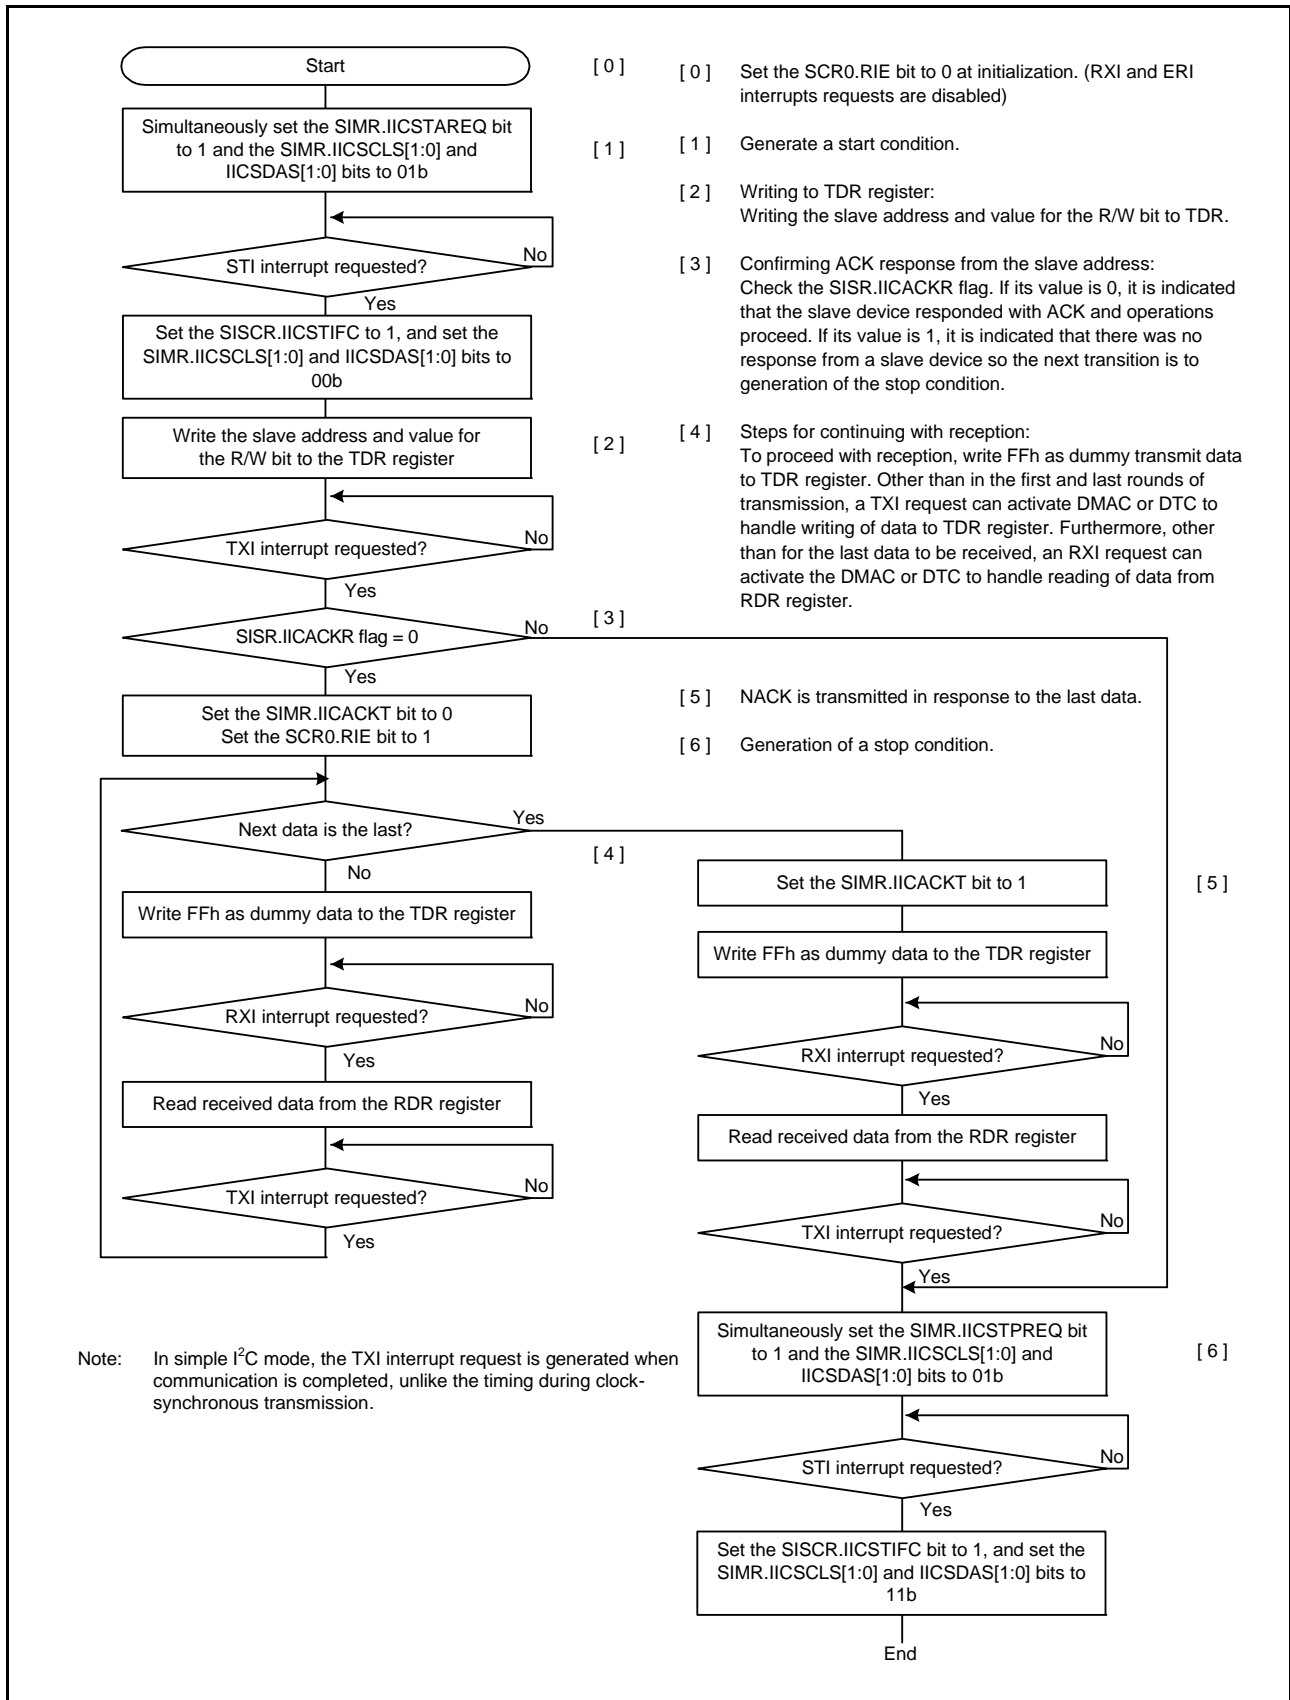 Start
[ 0 ]
Simultaneously set the SIMR.IICSTAREQ bit
to 1 and the SIMR.IICSCLS[1:0] and
IICSDAS[1:0] bits to 01b
[ 1 ]
STI interrupt requested?
No
Yes
Set the SISCR.IICSTIFC to 1, and set the
SIMR.IICSCLS[1:0] and IICSDAS[1:0] bits to
00b
Write the slave address and value for
the R/W bit to the TDR register
[ 2 ]
TXI interrupt requested?
No
Yes
SISR.IICACKR flag = 0
No
[ 3 ]
Yes
Set the SIMR.IICACKT bit to 0
Set the SCR0.RIE bit to 1
Next data is the last?
Yes
[ 4 ]
No
Write FFh as dummy data to the TDR register
RXI interrupt requested?
No
Yes
Read received data from the RDR register
TXI interrupt requested?
No
Yes
[ 0 ] Set the SCR0.RIE bit to 0 at initialization. (RXI and ERI
interrupts requests are disabled)
[ 1 ] Generate a start condition.
[ 2 ] Writing to TDR register:
Writing the slave address and value for the R/W bit to TDR.
[ 3 ] Confirming ACK response from the slave address:
Check the SISR.IICACKR flag. If its value is 0, it is indicated
that the slave device responded with ACK and operations
proceed. If its value is 1, it is indicated that there was no
response from a slave device so the next transition is to
generation of the stop condition.
[ 4 ] Steps for continuing with reception:
To proceed with reception, write FFh as dummy transmit data
to TDR register. Other than in the first and last rounds of
transmission, a TXI request can activate DMAC or DTC to
handle writing of data to TDR register. Furthermore, other
than for the last data to be received, an RXI request can
activate the DMAC or DTC to handle reading of data from
RDR register.
[ 5 ] NACK is transmitted in response to the last data.
[ 6 ] Generation of a stop condition.
Set the SIMR.IICACKT bit to 1
[ 5 ]
Write FFh as dummy data to the TDR register
RXI interrupt requested?
No
Yes
Read received data from the RDR register
TXI interrupt requested?
No
Yes
Simultaneously set the SIMR.IICSTPREQ bit
to 1 and the SIMR.IICSCLS[1:0] and
IICSDAS[1:0] bits to 01b
[ 6 ]
STI interrupt requested?
No
Yes
Set the SISCR.IICSTIFC bit to 1, and set the
SIMR.IICSCLS[1:0] and IICSDAS[1:0] bits to
11b
End
Note: In simple I²C mode, the TXI interrupt request is generated when
communication is completed, unlike the timing during clock-
synchronous transmission.